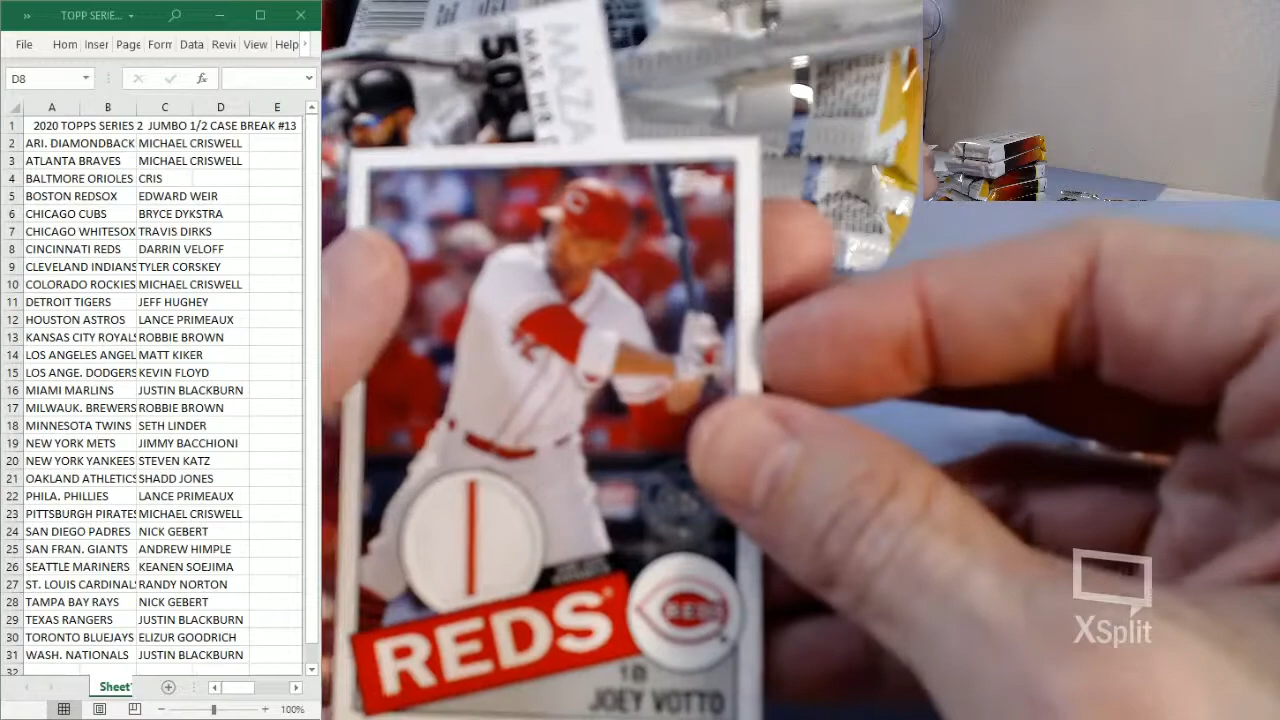 TOPP SERIE...
File Hom Inser Page Form Data Revi View Help
D8 fx
A B C D E
1 2020 TOPPS SERIES 2 JUMBO 1/2 CASE BREAK #13
2 ARI. DIAMONDBACK MICHAEL CRISWELL
3 ATLANTA BRAVES MICHAEL CRISWELL
4 BALTMORE ORIOLES CRIS
5 BOSTON REDSOX EDWARD WEIR
6 CHICAGO CUBS BRYCE DYKSTRA
7 CHICAGO WHITESOX TRAVIS DIRKS
8 CINCINNATI REDS DARRIN VELOFF
9 CLEVELAND INDIANS TYLER CORSKEY
10 COLORADO ROCKIES MICHAEL CRISWELL
11 DETROIT TIGERS JEFF HUGHEY
12 HOUSTON ASTROS LANCE PRIMEAUX
13 KANSAS CITY ROYALS ROBBIE BROWN
14 LOS ANGELES ANGEL MATT KIKER
15 LOS ANGE. DODGERS KEVIN FLOYD
16 MIAMI MARLINS JUSTIN BLACKBURN
17 MILWAUK. BREWERS ROBBIE BROWN
18 MINNESOTA TWINS SETH LINDER
19 NEW YORK METS JIMMY BACCHIONI
20 NEW YORK YANKEES STEVEN KATZ
21 OAKLAND ATHLETICS SHADD JONES
22 PHILA. PHILLIES LANCE PRIMEAUX
23 PITTSBURGH PIRATES MICHAEL CRISWELL
24 SAN DIEGO PADRES NICK GEBERT
25 SAN FRAN. GIANTS ANDREW HIMPLE
26 SEATTLE MARINERS KEANEN SOEJIMA
27 ST. LOUIS CARDINALS RANDY NORTON
28 TAMPA BAY RAYS NICK GEBERT
29 TEXAS RANGERS JUSTIN BLACKBURN
30 TORONTO BLUEJAYS ELIZUR GOODRICH
31 WASH. NATIONALS JUSTIN BLACKBURN
32
Sheet1
100%
MAZA
MAX HR
505
Topps
C
REDS
REDS
1B
JOEY VOTTO
XSplit